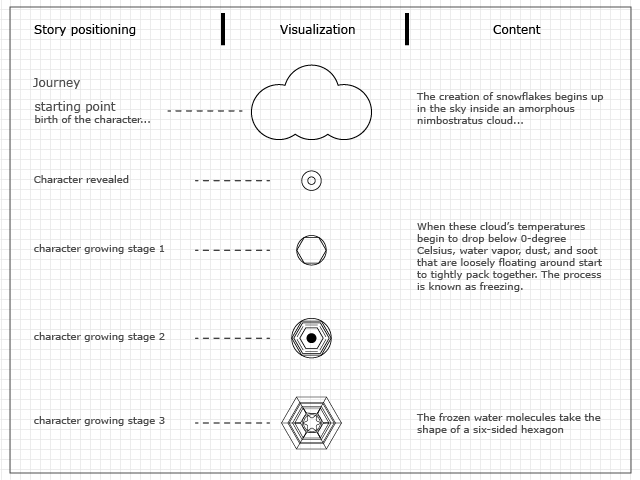 Story positioning
Visualization
Content
Journey
starting point
birth of the character...
The creation of snowflakes begins up
in the sky inside an amorphous
nimbostratus cloud...
Character revealed
character growing stage 1
When these cloud’s temperatures
begin to drop below 0-degree
Celsius, water vapor, dust, and soot
that are loosely floating around start
to tightly pack together. The process
is known as freezing.
character growing stage 2
character growing stage 3
The frozen water molecules take the
shape of a six-sided hexagon